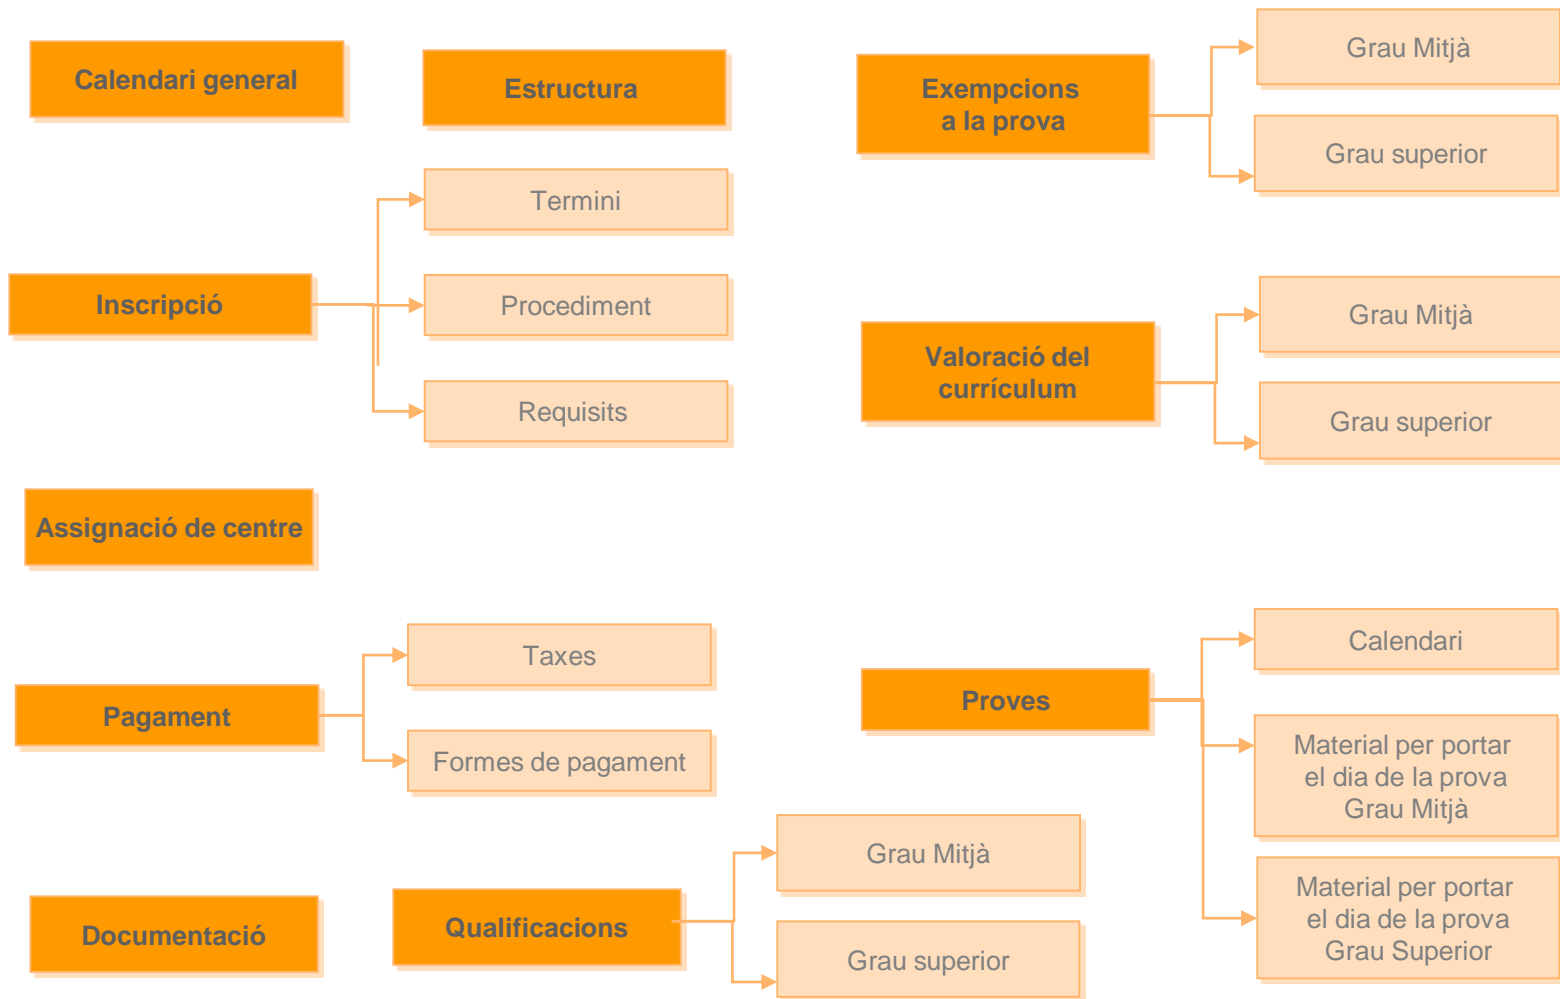 Calendari general
Estructura
Termini
Inscripció
Procediment
Requisits
Assignació de centre
Taxes
Pagament
Formes de pagament
Documentació
Qualificacions
Grau Mitjà
Grau superior
Exempcions
a la prova
Grau Mitjà
Grau superior
Valoració del
currículum
Grau Mitjà
Grau superior
Proves
Calendari
Material per portar
el dia de la prova
Grau Mitjà
Material per portar
el dia de la prova
Grau Superior